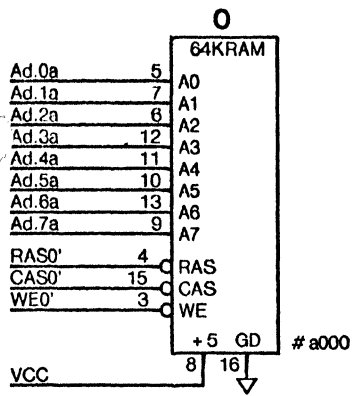 0
64KRAM
Ad.0a 5 A0
Ad.1a 7 A1
Ad.2a 6 A2
Ad.3a 12 A3
Ad.4a 11 A4
Ad.5a 10 A5
Ad.6a 13 A6
Ad.7a 9 A7
RAS0' 4 RAS
CAS0' 15 CAS
WE0' 3 WE
+5 GD #a000
VCC 8 16